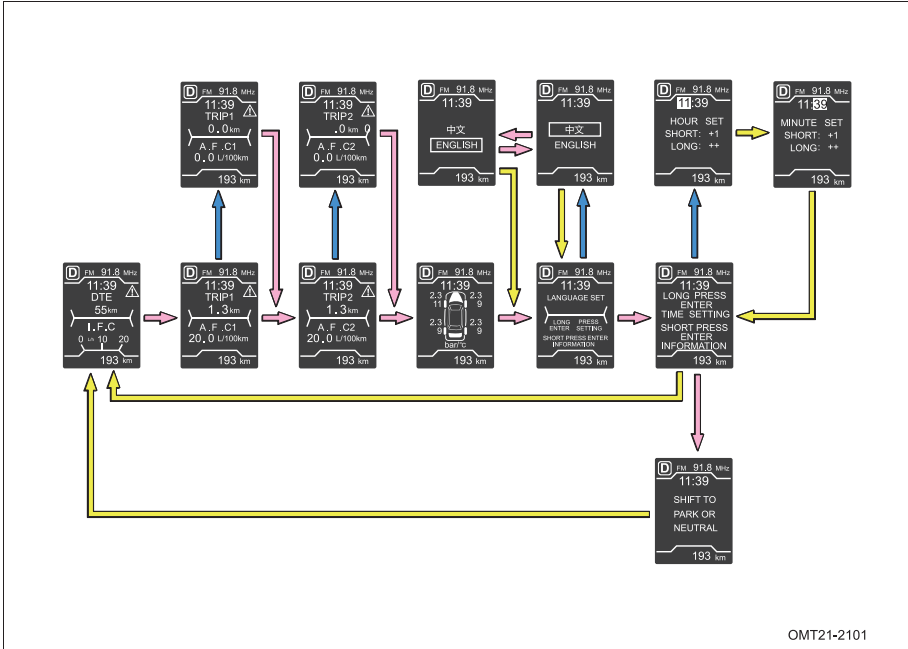 D FM 91.8 MHz
11:39
TRIP1
0.0 km
A.F.C1
0.0 L/100km
193 km
D FM 91.8 MHz
11:39
TRIP2
.0 km 0
A.F.C2
0.0 L/100km
193 km
D FM 91.8 MHz
11:39
中文
ENGLISH
193 km
D FM 91.8 MHz
11:39
中文
ENGLISH
193 km
D FM 91.8 MHz
11:39
HOUR SET
SHORT: +1
LONG: ++
193 km
D FM 91.8 MHz
11:39
MINUTE SET
SHORT: +1
LONG: ++
193 km
D FM 91.8 MHz
11:39
DTE
55km
I.F.C
0 L/h 10 20
193 km
D FM 91.8 MHz
11:39
TRIP1
1.3km
A.F.C1
20.0 L/100km
193 km
D FM 91.8 MHz
11:39
TRIP2
1.3km
A.F.C2
20.0 L/100km
193 km
D FM 91.8 MHz
11:39
2.3 2.3
11 9
2.3 2.3
9 9
bar/°c
193 km
D FM 91.8 MHz
11:39
LANGUAGE SET
LONG PRESS
ENTER SETTING
SHORT PRESS ENTER
INFORMATION
193 km
D FM 91.8 MHz
11:39
LONG PRESS
ENTER
TIME SETTING
SHORT PRESS
ENTER
INFORMATION
193 km
D FM 91.8 MHz
11:39
SHIFT TO
PARK OR
NEUTRAL
193 km
OMT21-2101